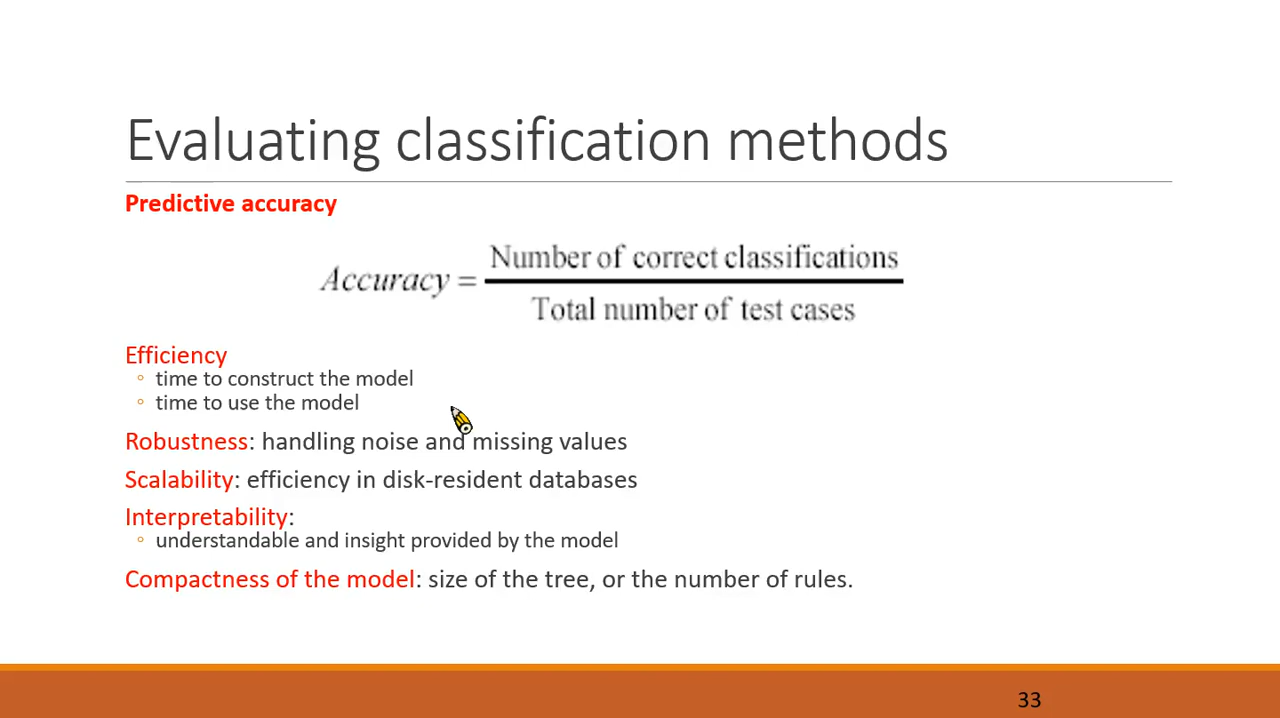 Evaluating classification methods
Predictive accuracy
Accuracy = Number of correct classifications
Total number of test cases
Efficiency
◦ time to construct the model
◦ time to use the model
Robustness: handling noise and missing values
Scalability: efficiency in disk-resident databases
Interpretability:
◦ understandable and insight provided by the model
Compactness of the model: size of the tree, or the number of rules.
33